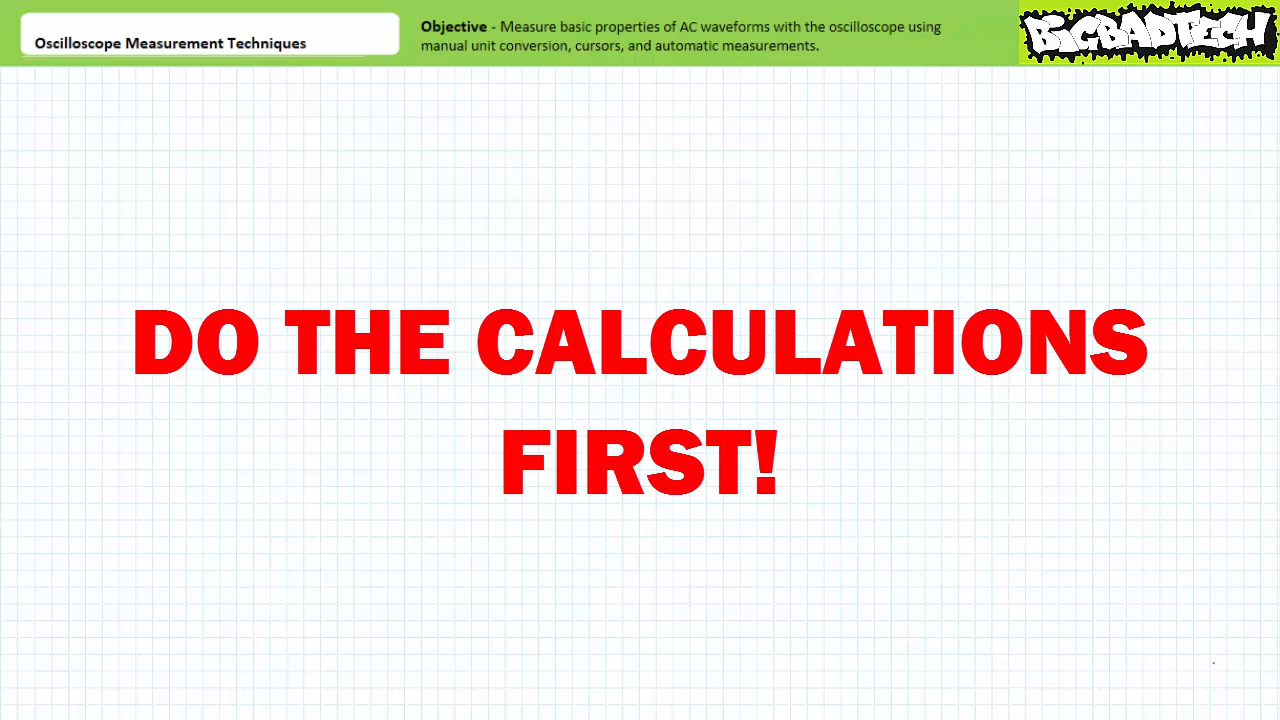 Oscilloscope Measurement Techniques
Objective - Measure basic properties of AC waveforms with the oscilloscope using
manual unit conversion, cursors, and automatic measurements.
BIGBADTECH
DO THE CALCULATIONS
FIRST!